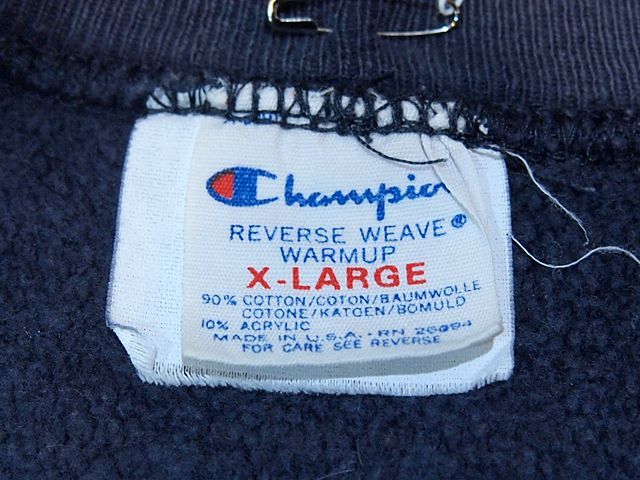 Champion
REVERSE WEAVE®
WARMUP
X-LARGE
90% COTTON/COTON/BAUMWOLLE
COTONE/KATOEN/BOMULD
10% ACRYLIC
MADE IN U.S.A. - RN 26094
FOR CARE SEE REVERSE